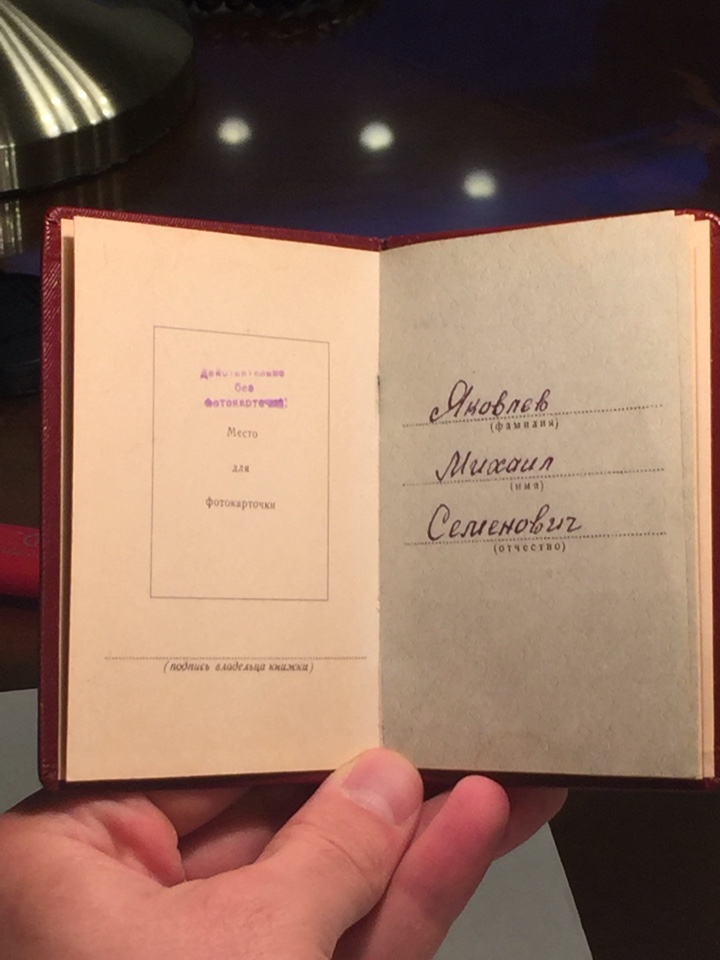 Действительно
без
фотокарточки!
Место
для
фотокарточки
(подпись владельца книжки)
Яковлев
(фамилия)
Михаил
(имя)
Семенович
(отчество)